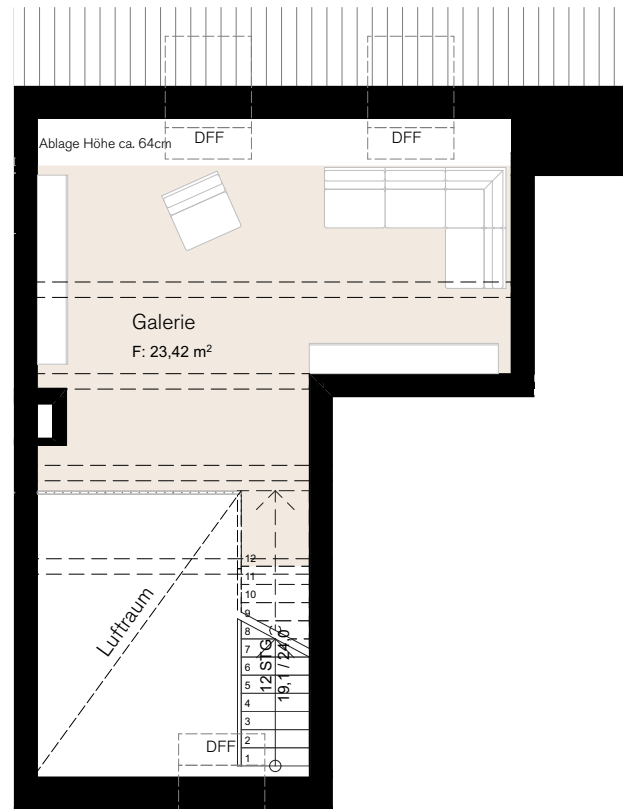 DFF
DFF
Ablage Höhe ca. 64cm
Galerie
F: 23,42 m²
Luftraum
12
11
10
9
8
7
6
5
4
3
2
1
12 STG
19,1 / 24,0
DFF